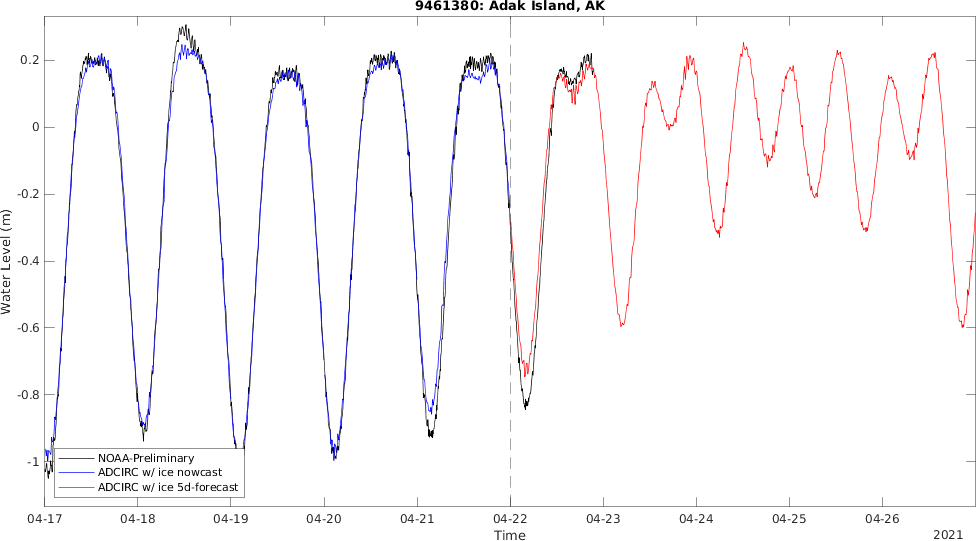 9461380: Adak Island, AK
Water Level (m)
0.2
0
-0.2
-0.4
-0.6
-0.8
-1
NOAA-Preliminary
ADCIRC w/ ice nowcast
ADCIRC w/ ice 5d-forecast
04-17 04-18 04-19 04-20 04-21 04-22 04-23 04-24 04-25 04-26
Time
2021